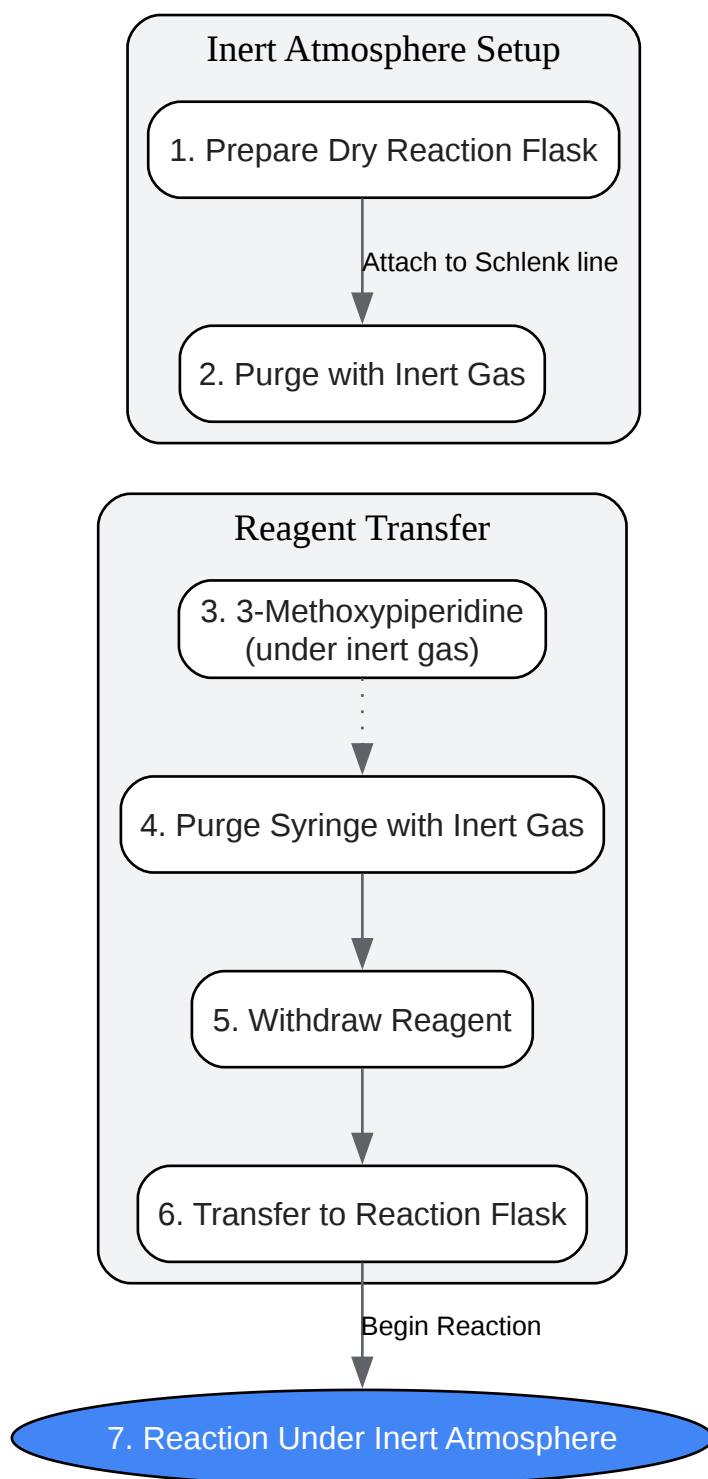 Inert Atmosphere Setup
1. Prepare Dry Reaction Flask
Attach to Schlenk line
2. Purge with Inert Gas
Reagent Transfer
3. 3-Methoxypiperidine
(under inert gas)
4. Purge Syringe with Inert Gas
5. Withdraw Reagent
6. Transfer to Reaction Flask
Begin Reaction
7. Reaction Under Inert Atmosphere